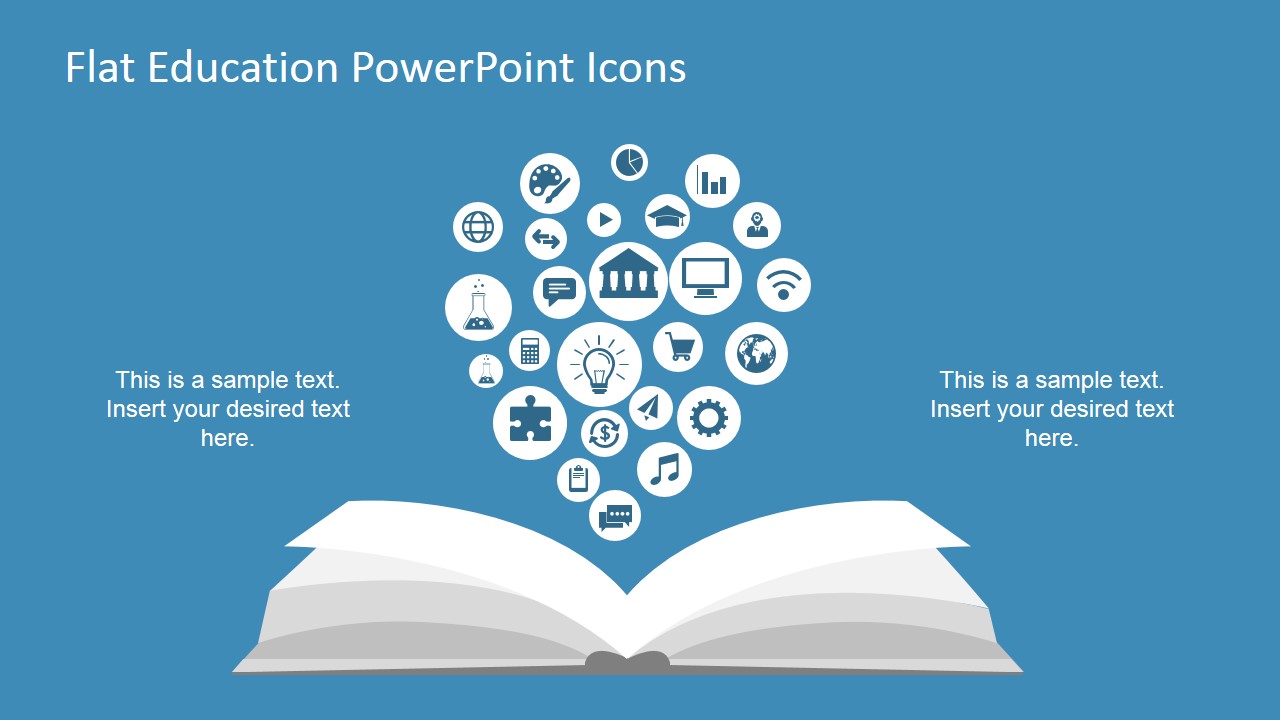 Flat Education PowerPoint Icons
This is a sample text.
Insert your desired text
here.
This is a sample text.
Insert your desired text
here.
$